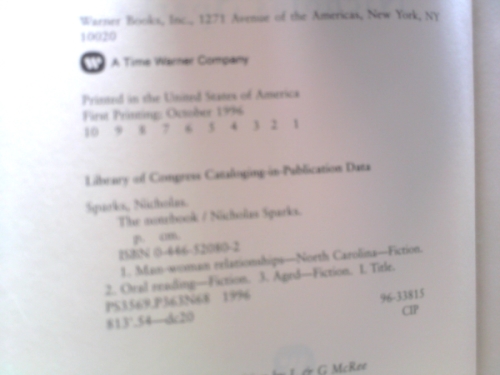 Warner Books, Inc., 1271 Avenue of the Americas, New York, NY
10020
W A Time Warner Company
Printed in the United States of America
First Printing: October 1996
10 9 8 7 6 5 4 3 2 1
Library of Congress Cataloging-in-Publication Data
Sparks, Nicholas.
The notebook / Nicholas Sparks.
p. cm.
ISBN 0-446-52080-2
1. Man-woman relationships—North Carolina—Fiction.
2. Oral reading—Fiction. 3. Aged—Fiction. I. Title.
PS3569.P363N68 1996
813'.54—dc20
96-33815
CIP
by L & G McRee